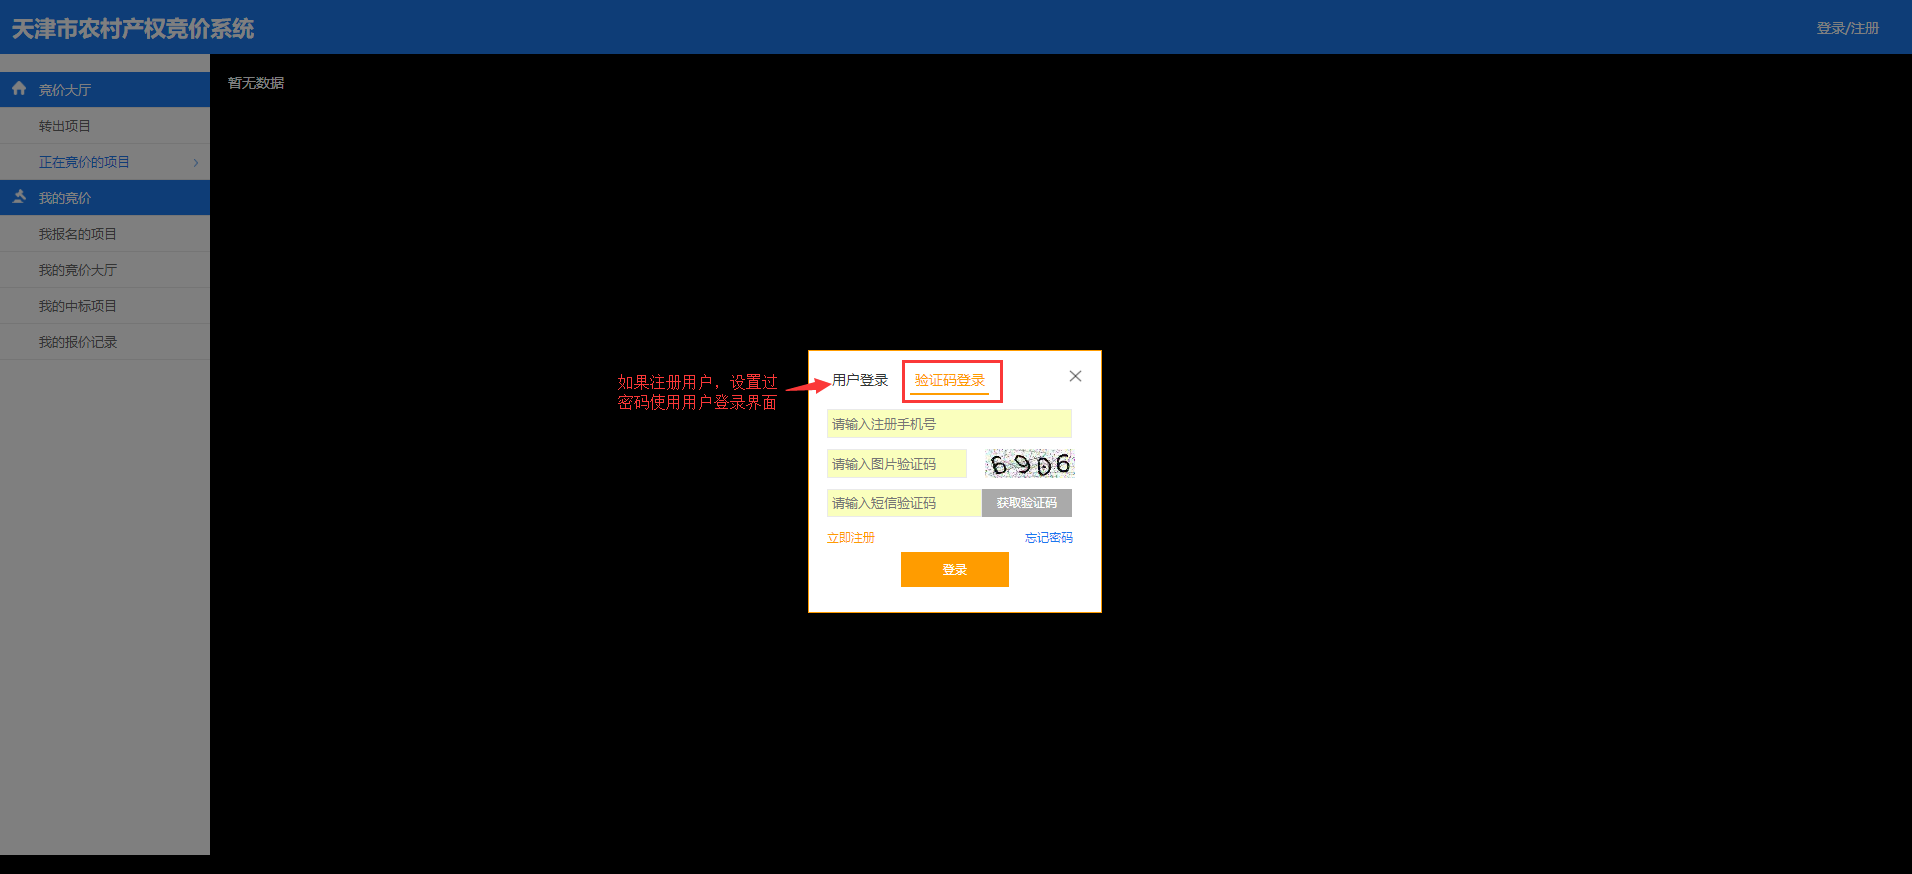 天津市农村产权竞价系统
登录/注册
竞价大厅
转出项目
正在竞价的项目
我的竞价
我报名的项目
我的竞价大厅
我的中标项目
我的报价记录
暂无数据
如果注册用户，设置过
密码使用用户登录界面
用户登录
验证码登录
请输入注册手机号
请输入图片验证码
6906
请输入短信验证码
获取验证码
立即注册
忘记密码
登录